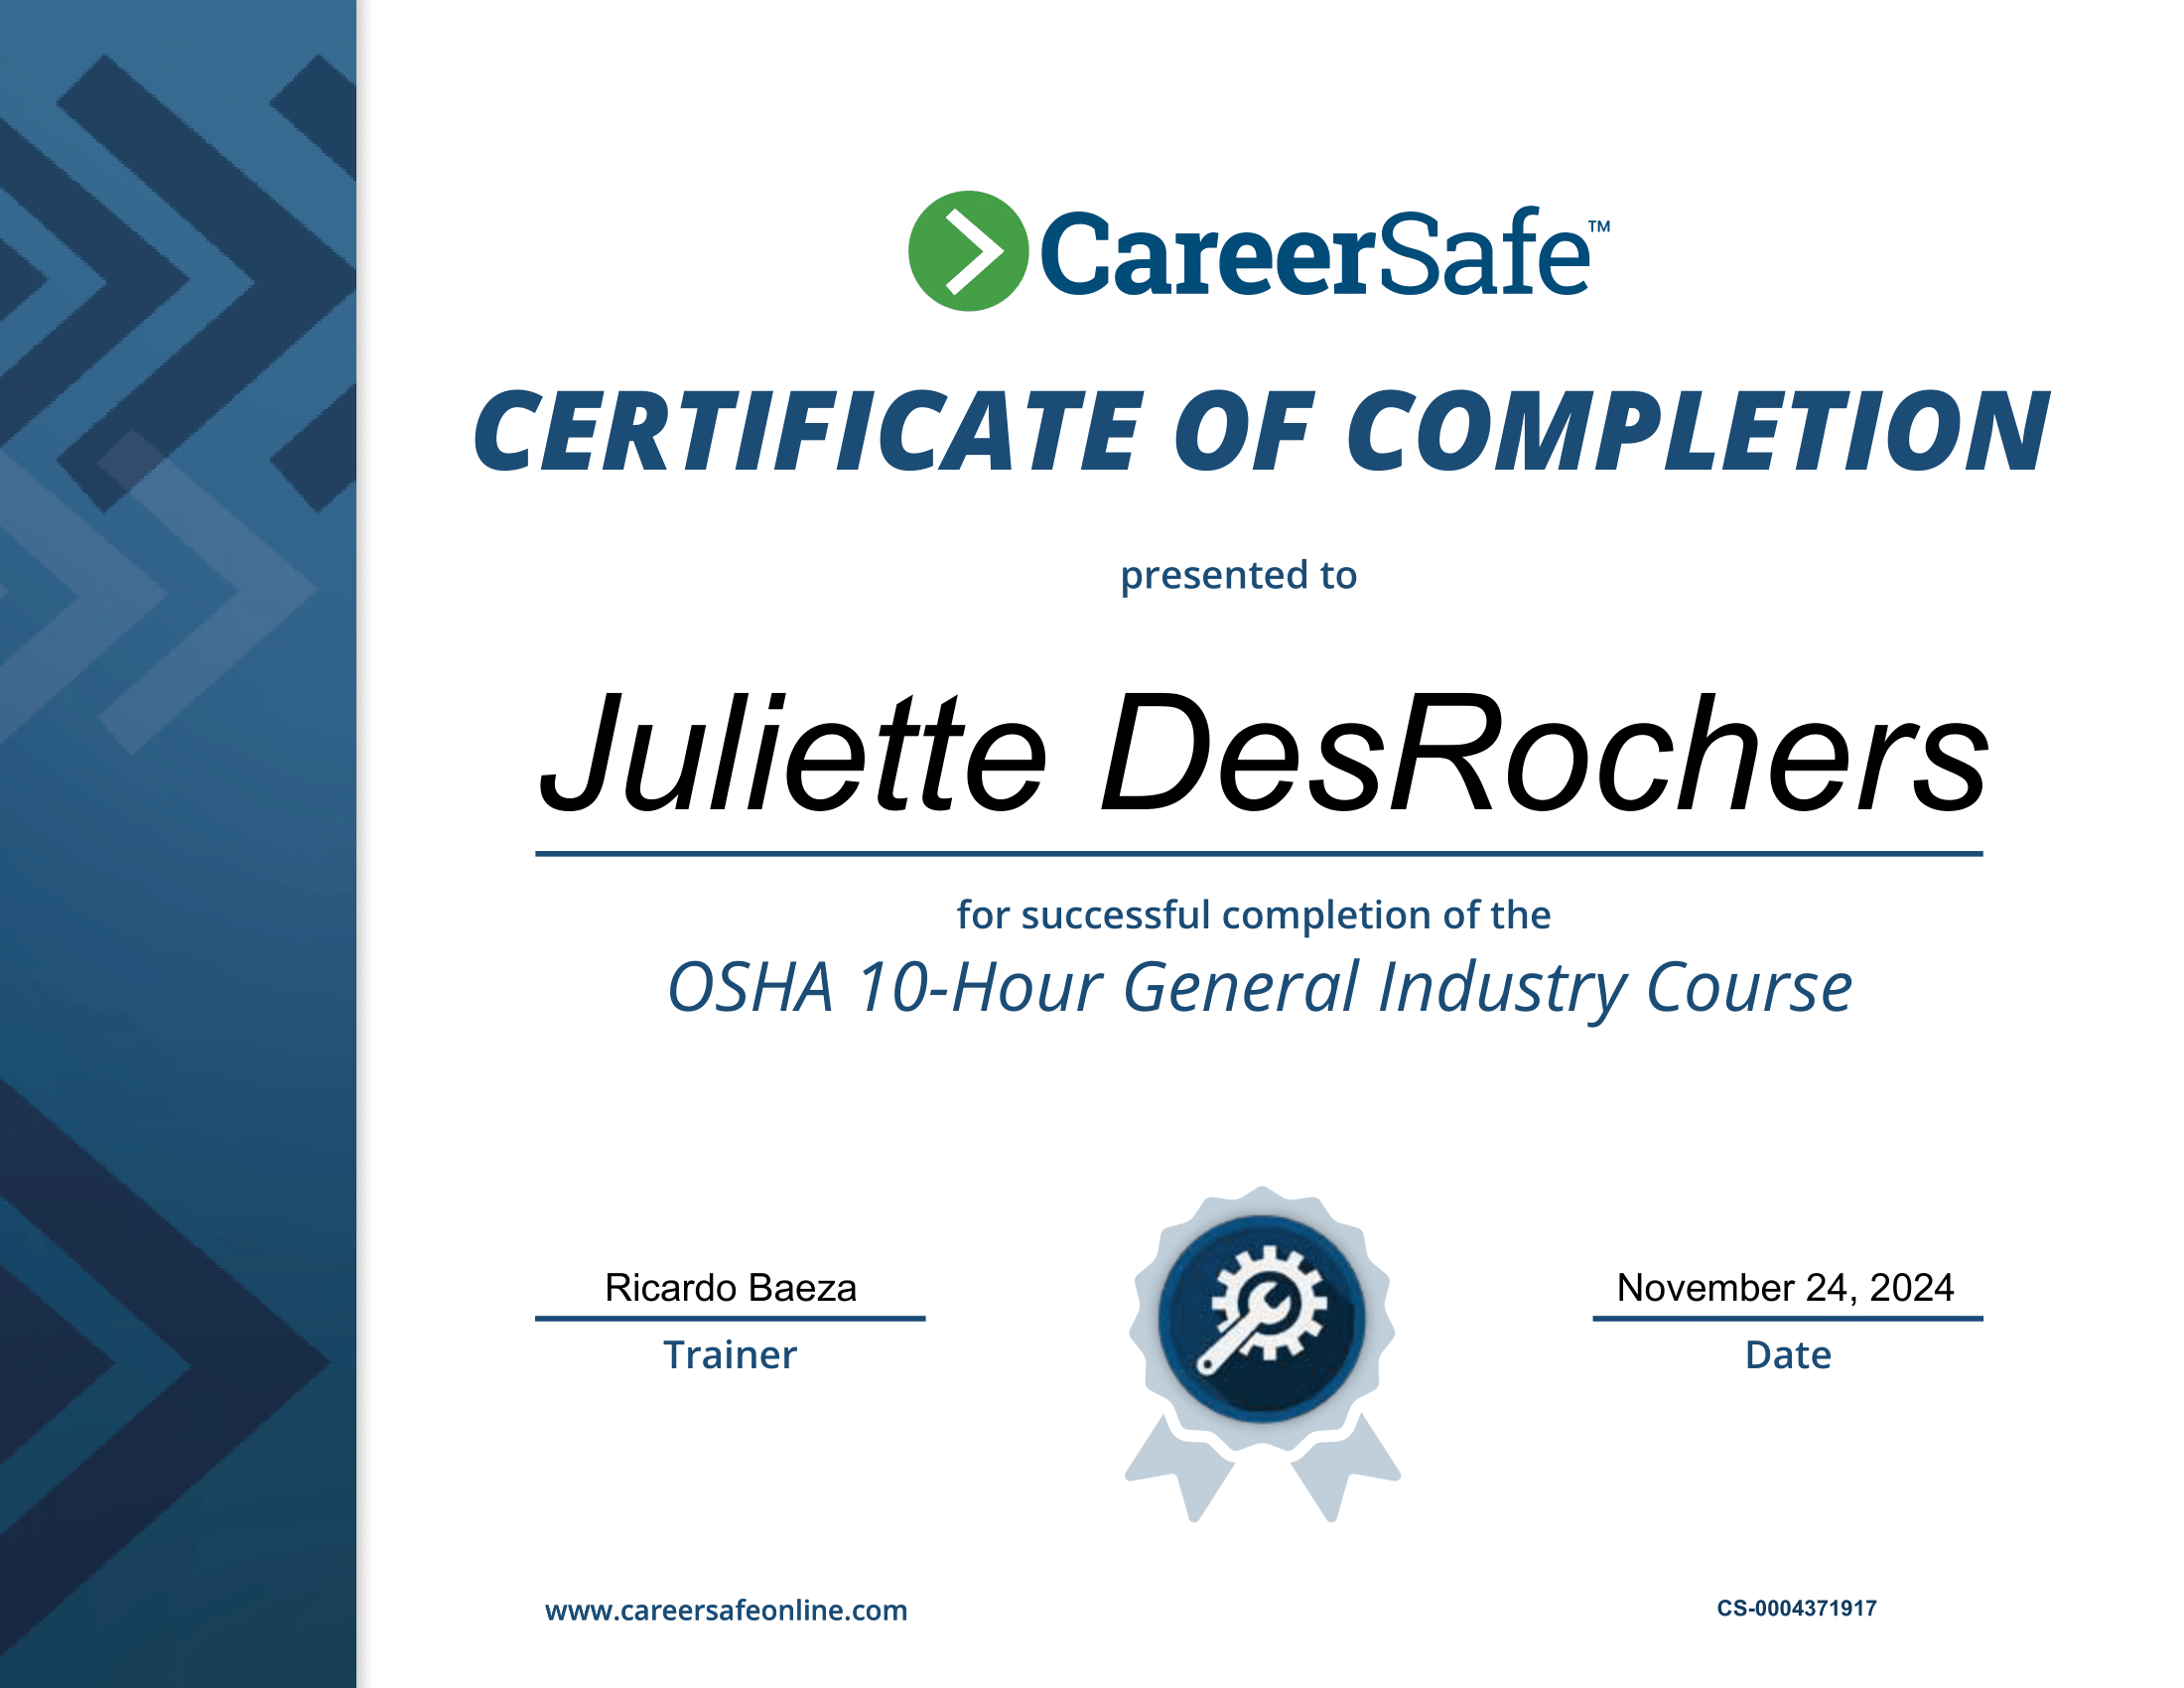 CareerSafe™
CERTIFICATE OF COMPLETION
presented to
Juliette DesRochers
for successful completion of the
OSHA 10-Hour General Industry Course
Ricardo Baeza
Trainer
November 24, 2024
Date
www.careersafeonline.com
CS-0004371917